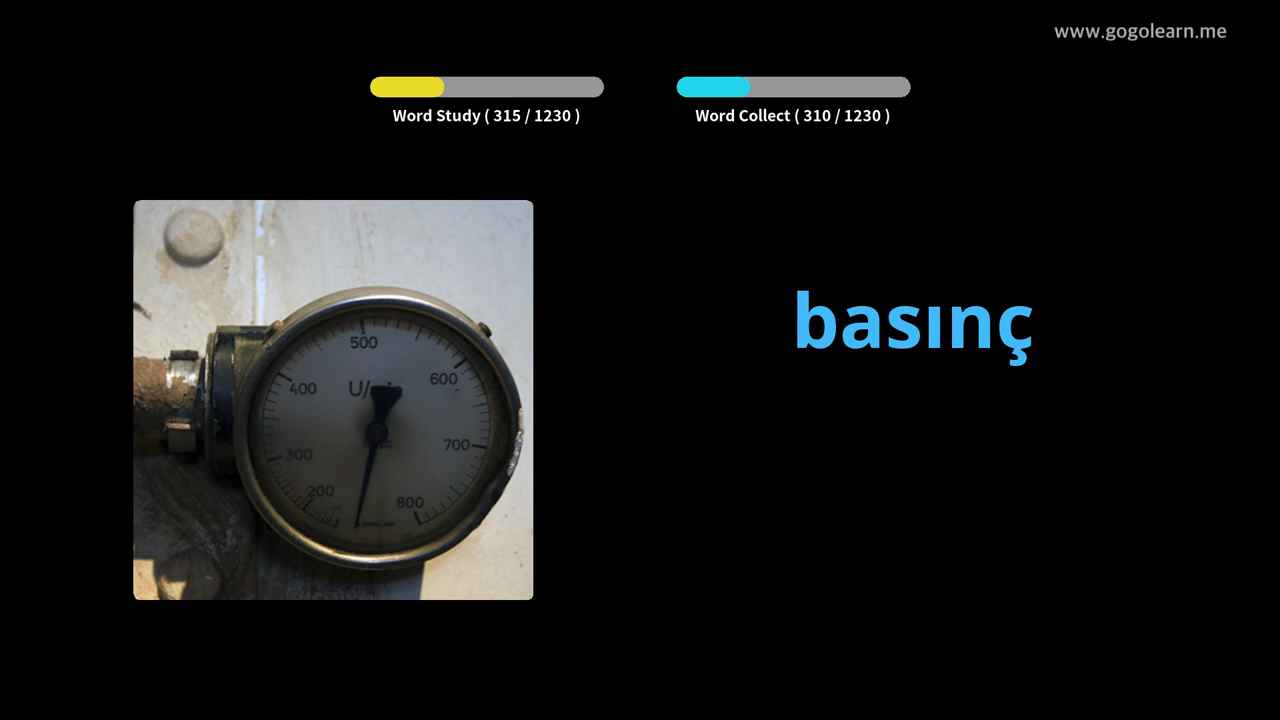 www.gogolearn.me
Word Study ( 315 / 1230 )
Word Collect ( 310 / 1230 )
basınç
500
400
600
U/
300
700
200
800